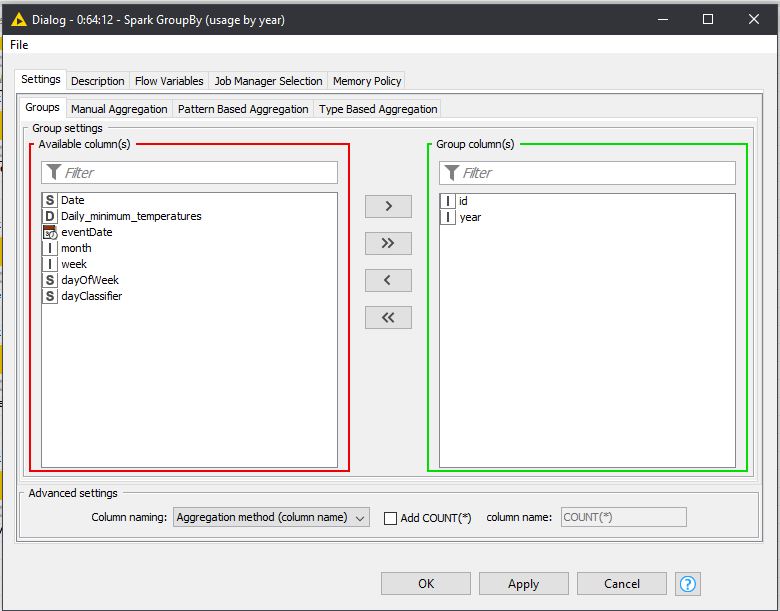 Dialog - 0:64:12 - Spark GroupBy (usage by year)
File
Settings Description Flow Variables Job Manager Selection Memory Policy
Groups Manual Aggregation Pattern Based Aggregation Type Based Aggregation
Group settings
Available column(s)
Filter
S Date
D Daily_minimum_temperatures
eventDate
I month
I week
S dayOfWeek
S dayClassifier
>
>>
<
<<
Group column(s)
Filter
I id
I year
Advanced settings
Column naming: Aggregation method (column name) Add COUNT(*) column name: COUNT(*)
OK Apply Cancel ?